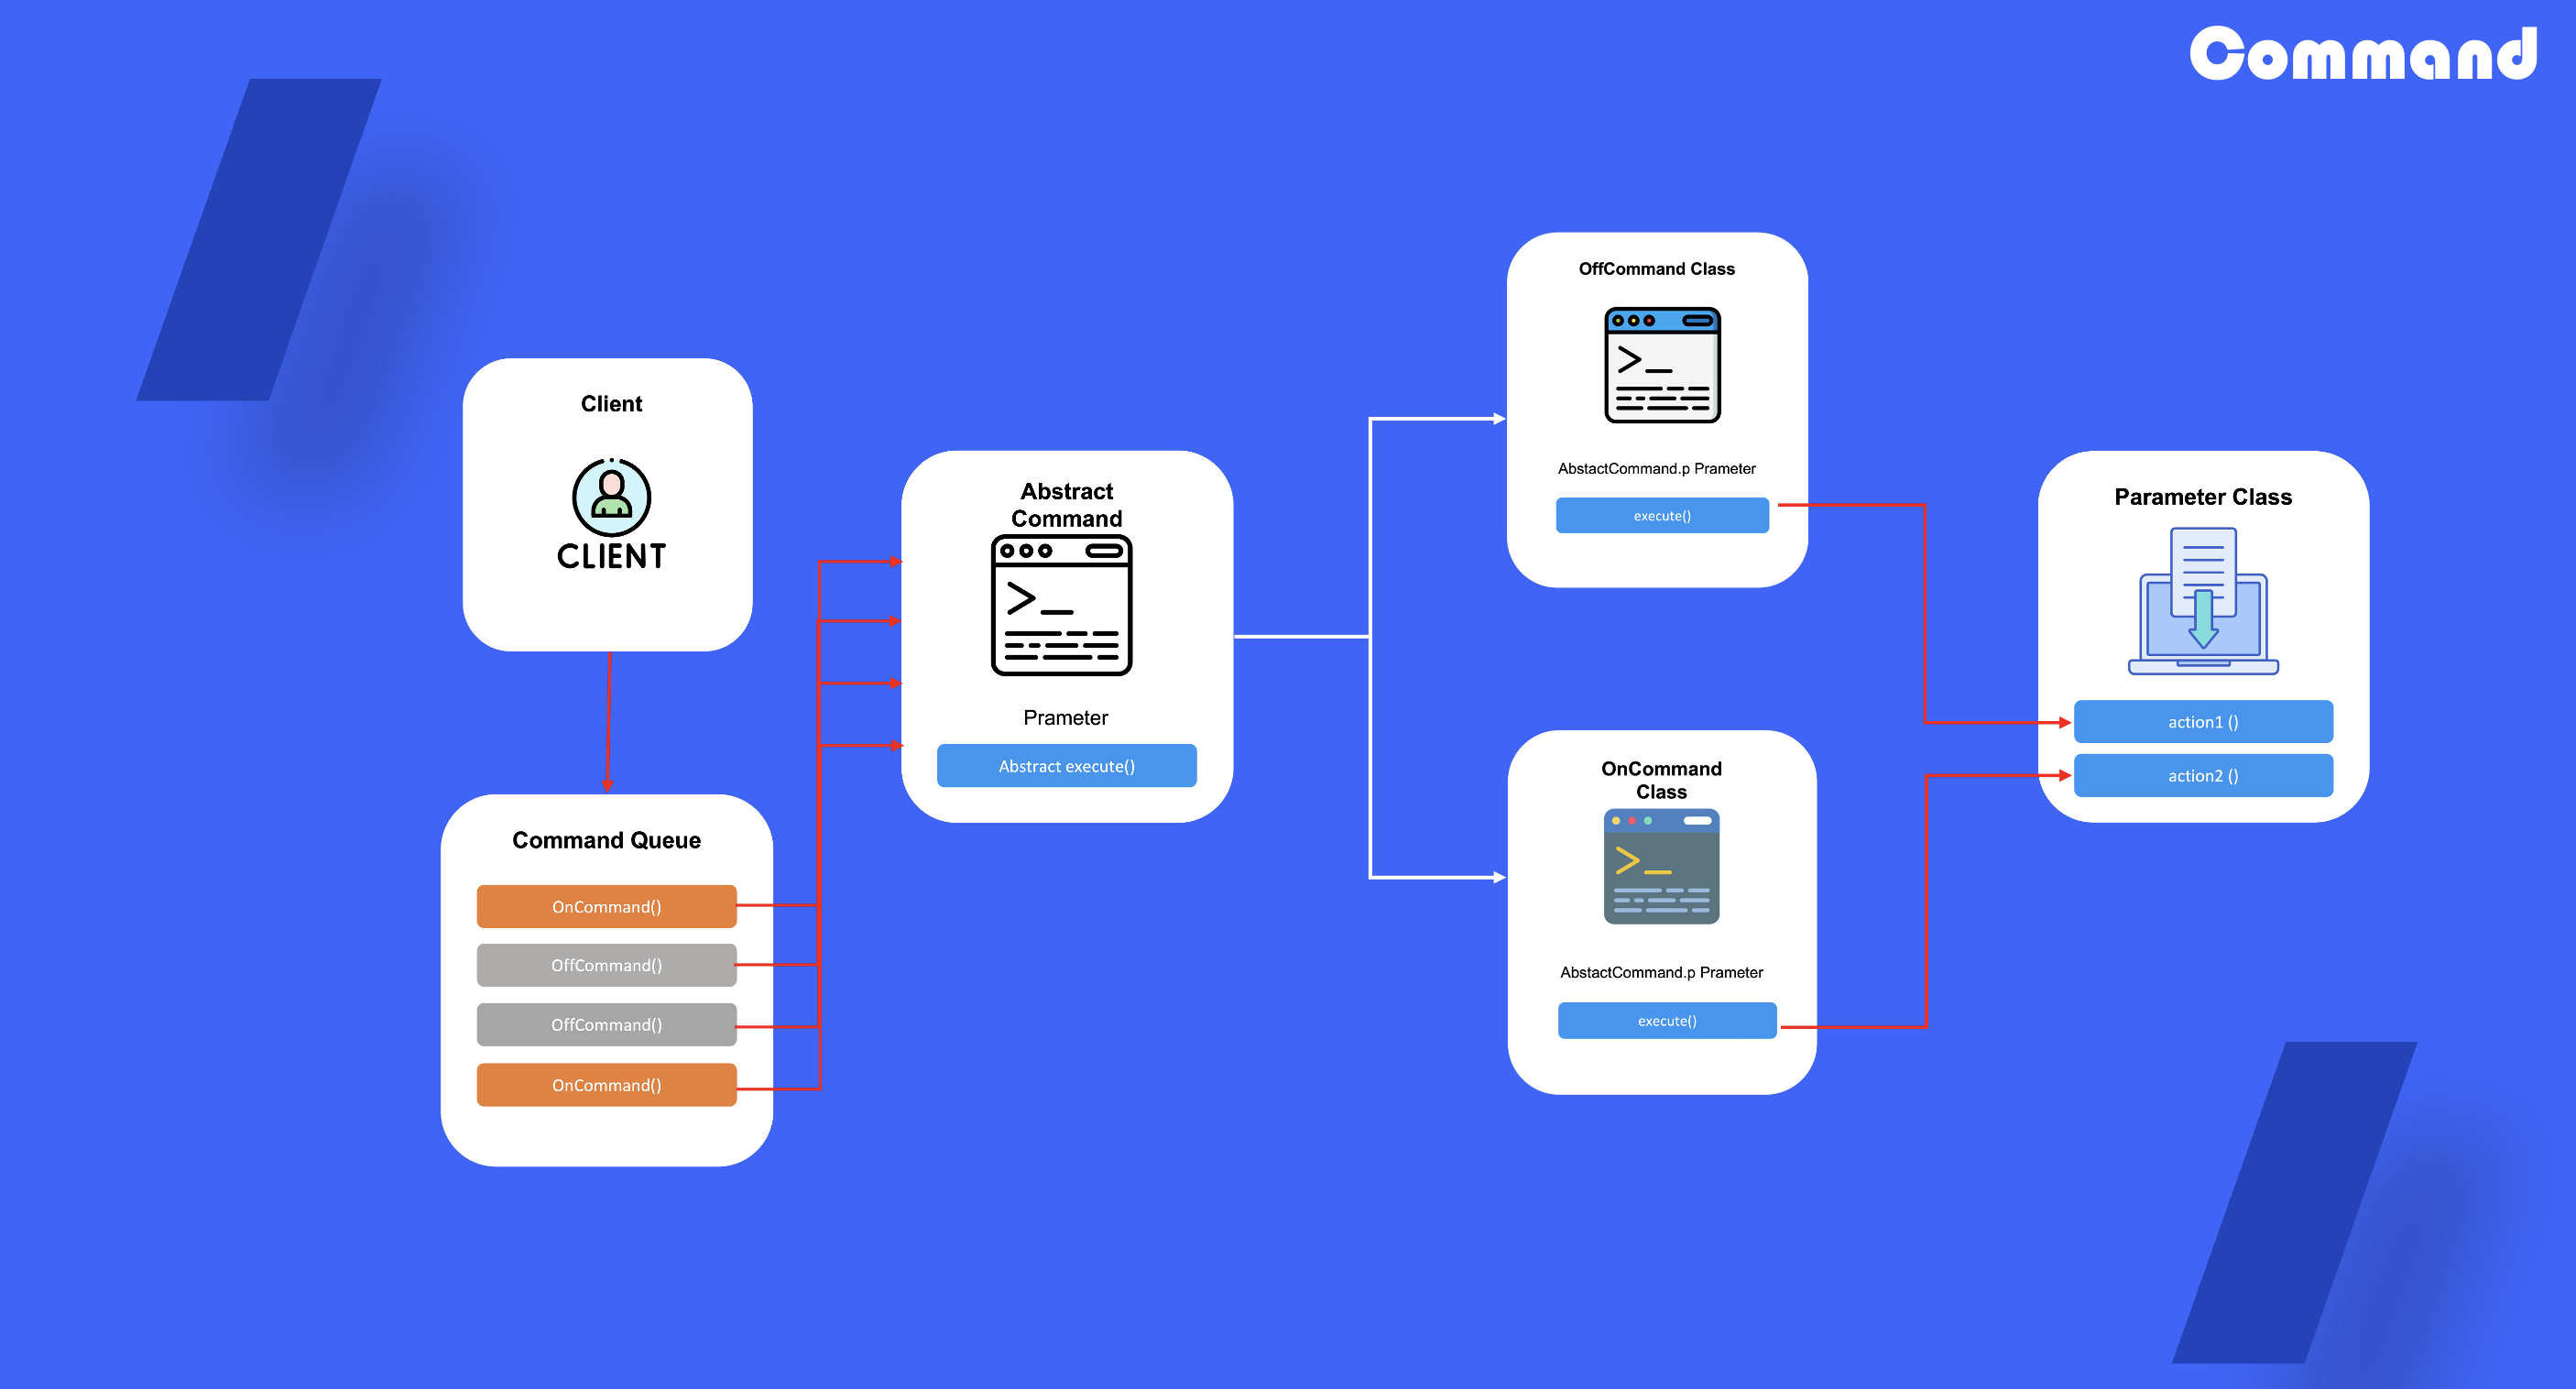 Command
Client
CLIENT
Command Queue
OnCommand()
OffCommand()
OffCommand()
OnCommand()
Abstract
Command
Prameter
Abstract execute()
OffCommand Class
AbstactCommand.p Prameter
execute()
OnCommand
Class
AbstactCommand.p Prameter
execute()
Parameter Class
action1 ()
action2 ()